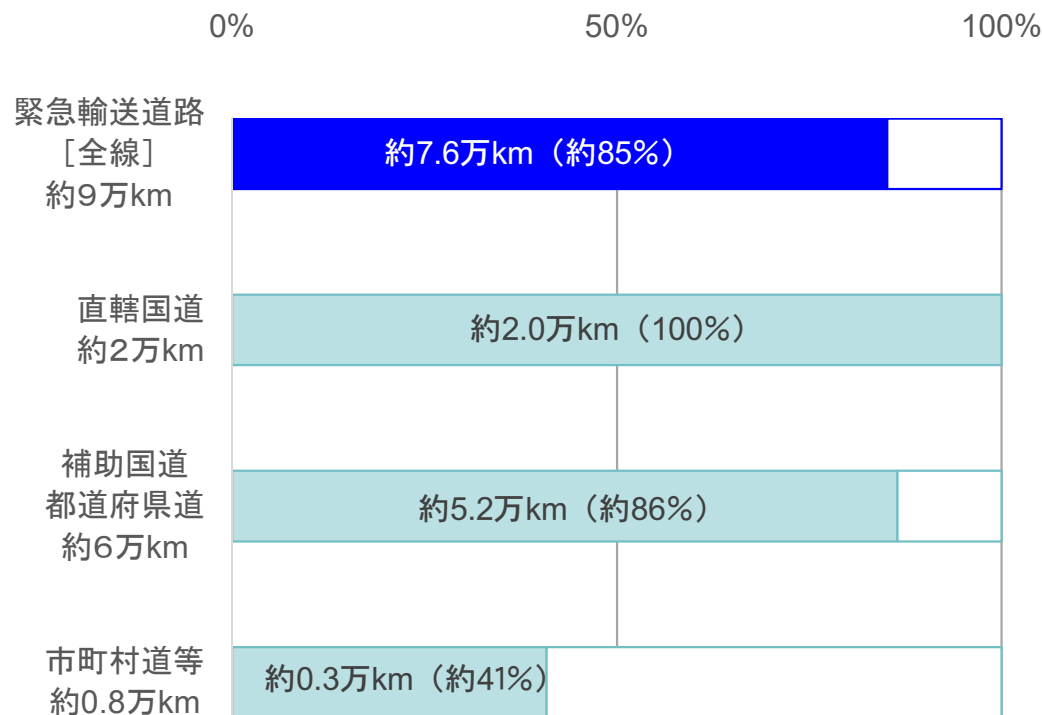 0% 50% 100%
緊急輸送道路
［全線］
約９万km
約7.6万km（約85%）
直轄国道
約２万km
約2.0万km（100%）
補助国道
都道府県道
約６万km
約5.2万km（約86%）
市町村道等
約0.8万km
約0.3万km（約41%）